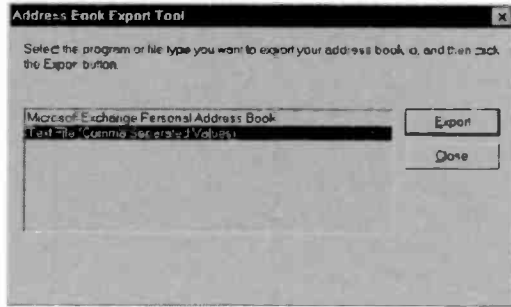 Address Book Export Tool
Select the program or file type you want to export your address book to, and then click
the Export button.
Microsoft Exchange Personal Address Book
Text File (Comma Separated Values)
Export
Close